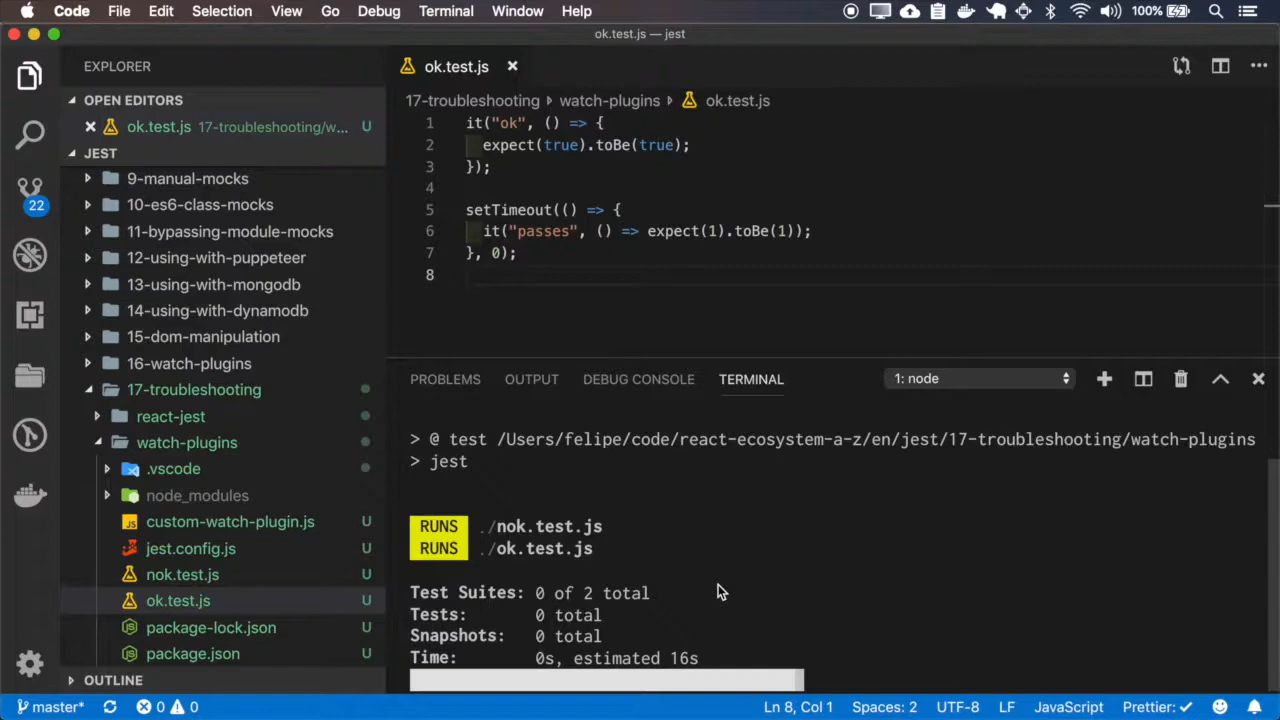 Code File Edit Selection View Go Debug Terminal Window Help 100%
ok.test.js — jest
EXPLORER
OPEN EDITORS
ok.test.js 17-troubleshooting/w... U
JEST
9-manual-mocks
10-es6-class-mocks
11-bypassing-module-mocks
12-using-with-puppeteer
13-using-with-mongodb
14-using-with-dynamodb
15-dom-manipulation
16-watch-plugins
17-troubleshooting
react-jest
watch-plugins
.vscode
node_modules
JS custom-watch-plugin.js U
jest.config.js U
nok.test.js U
ok.test.js U
package-lock.json U
package.json U
OUTLINE
22
ok.test.js
17-troubleshooting watch-plugins ok.test.js
1 it("ok", () => {
2 expect(true).toBe(true);
3 });
4
5 setTimeout(() => {
6 it("passes", () => expect(1).toBe(1));
7 }, 0);
8
PROBLEMS OUTPUT DEBUG CONSOLE TERMINAL 1: node
> @ test /Users/felipe/code/react-ecosystem-a-z/en/jest/17-troubleshooting/watch-plugins
> jest
RUNS ./nok.test.js
RUNS ./ok.test.js
Test Suites: 0 of 2 total
Tests: 0 total
Snapshots: 0 total
Time: 0s, estimated 16s
master* 0 0 Ln 8, Col 1 Spaces: 2 UTF-8 LF JavaScript Prettier: ✓